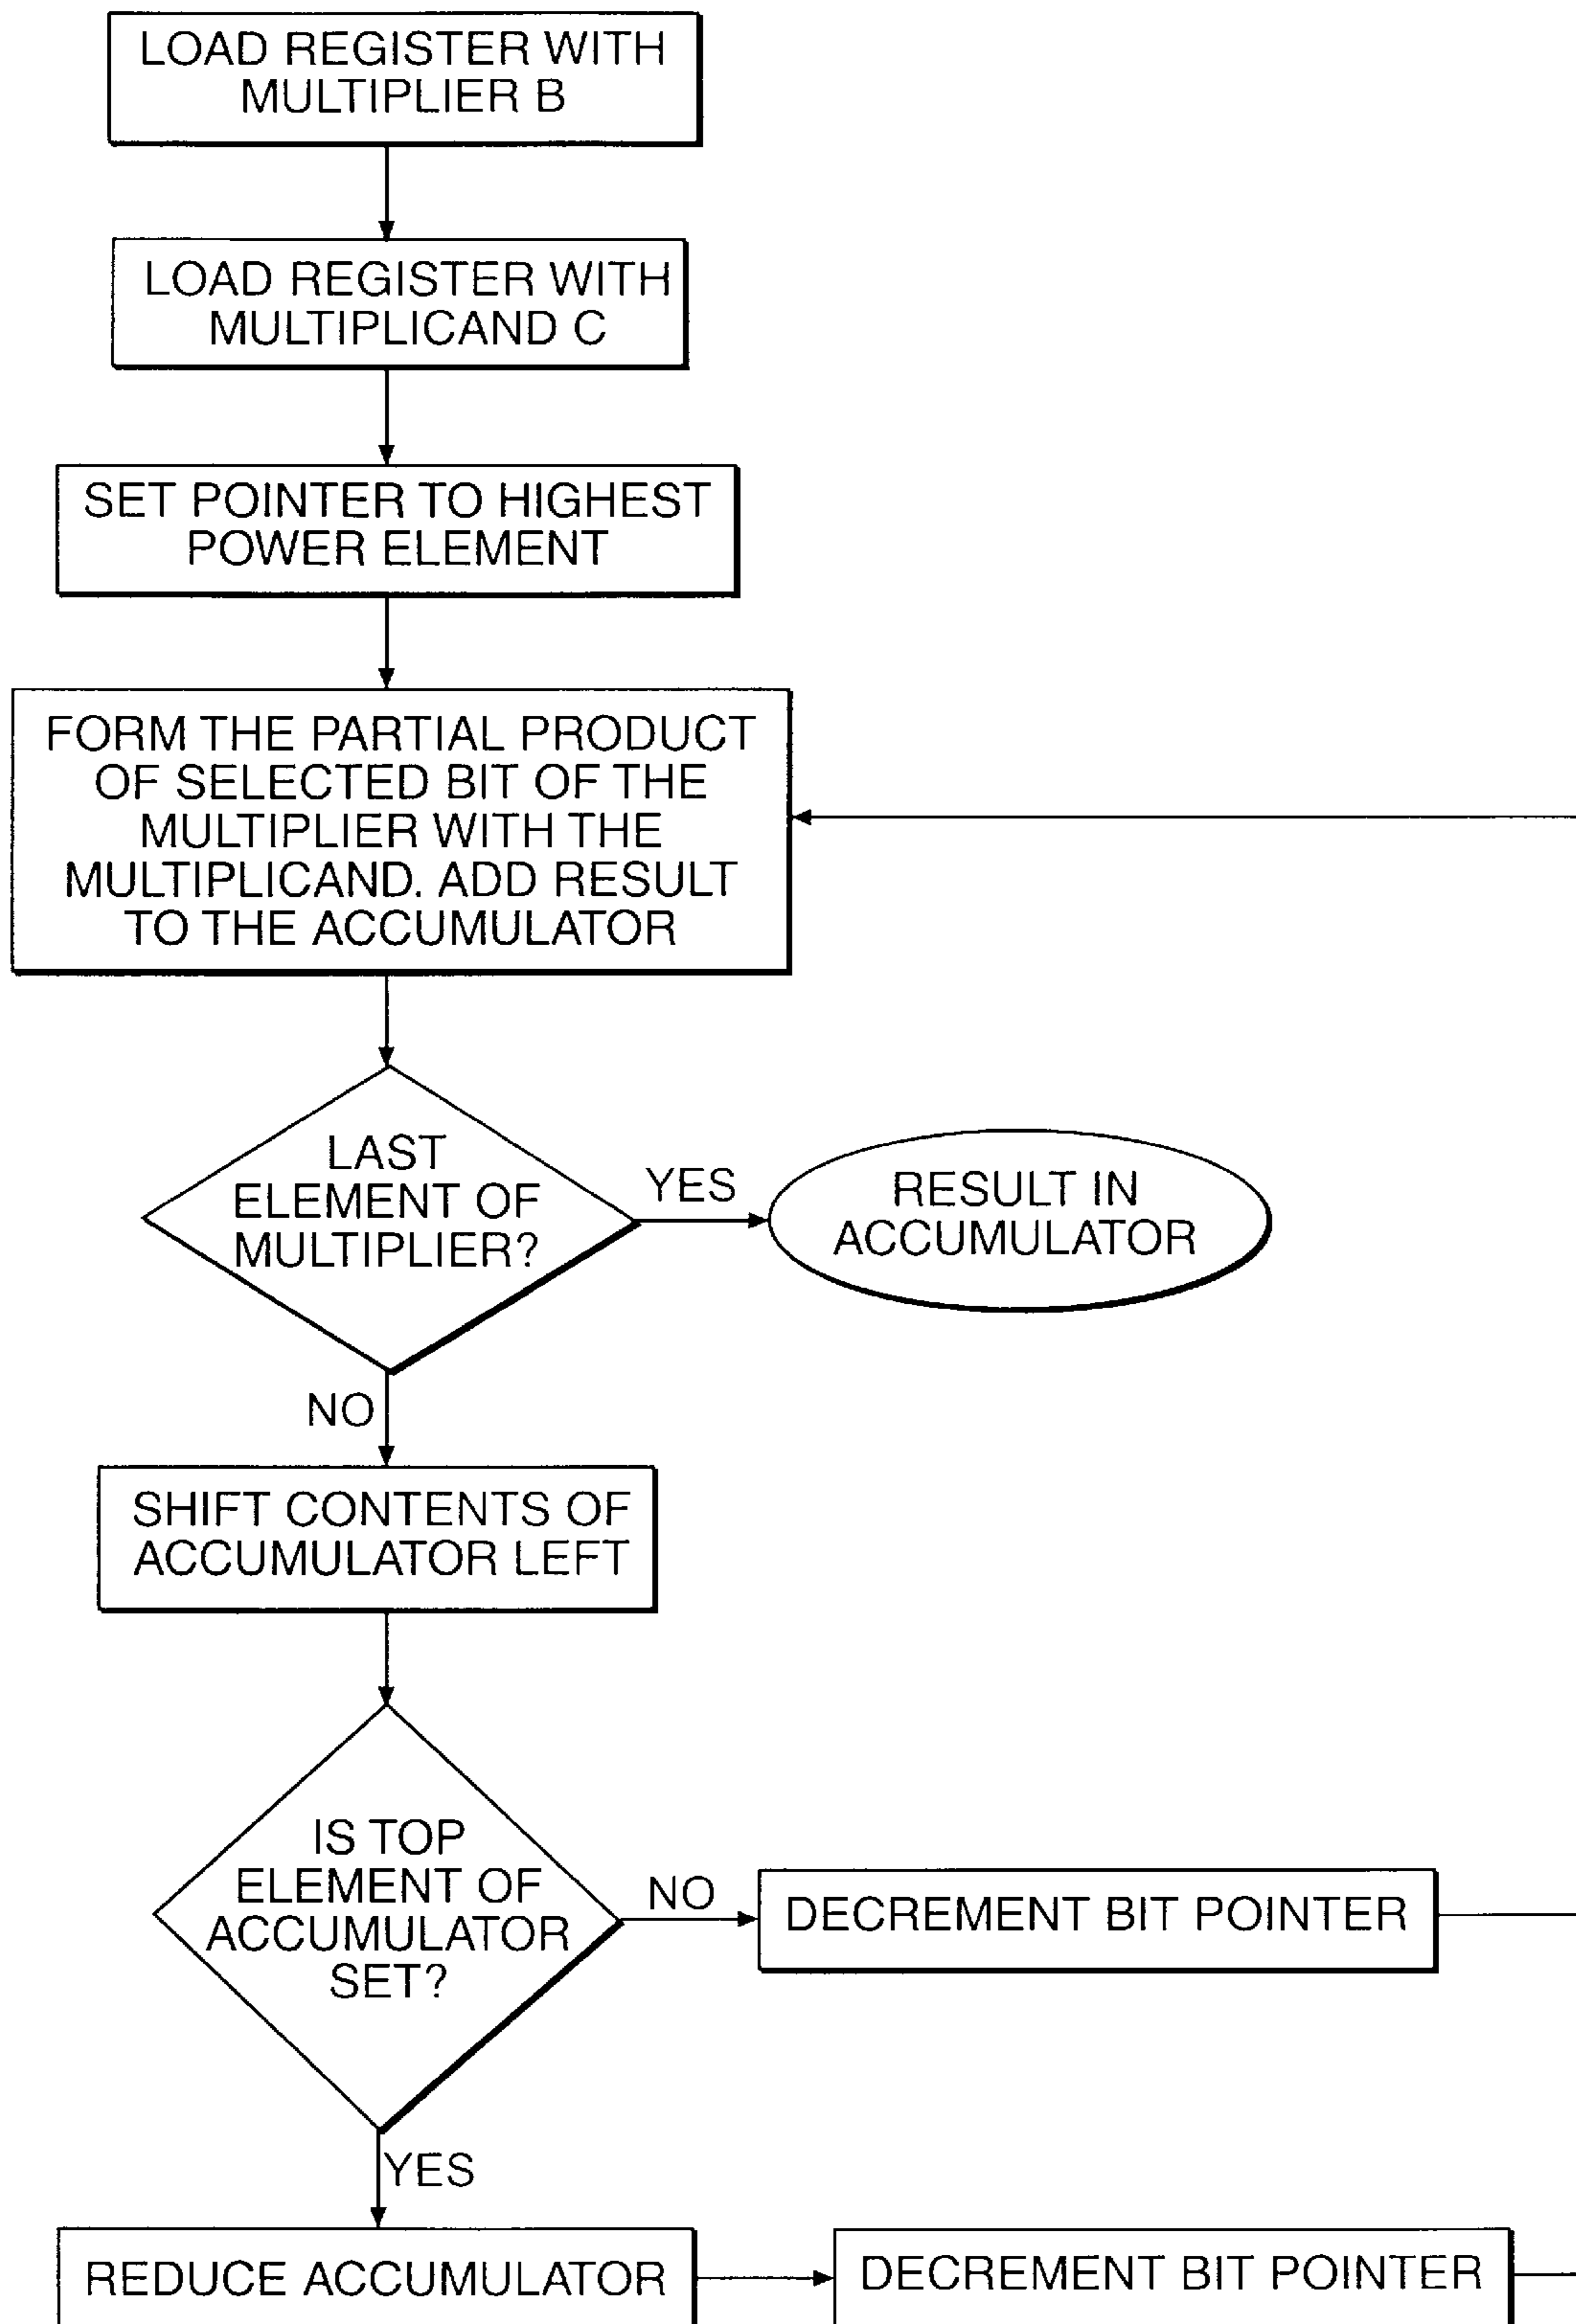 LOAD REGISTER WITH
MULTIPLIER B
LOAD REGISTER WITH
MULTIPLICAND C
SET POINTER TO HIGHEST
POWER ELEMENT
FORM THE PARTIAL PRODUCT
OF SELECTED BIT OF THE
MULTIPLIER WITH THE
MULTIPLICAND. ADD RESULT
TO THE ACCUMULATOR
LAST
ELEMENT OF
MULTIPLIER?
YES
RESULT IN
ACCUMULATOR
NO
SHIFT CONTENTS OF
ACCUMULATOR LEFT
IS TOP
ELEMENT OF
ACCUMULATOR
SET?
NO
DECREMENT BIT POINTER
YES
REDUCE ACCUMULATOR
DECREMENT BIT POINTER